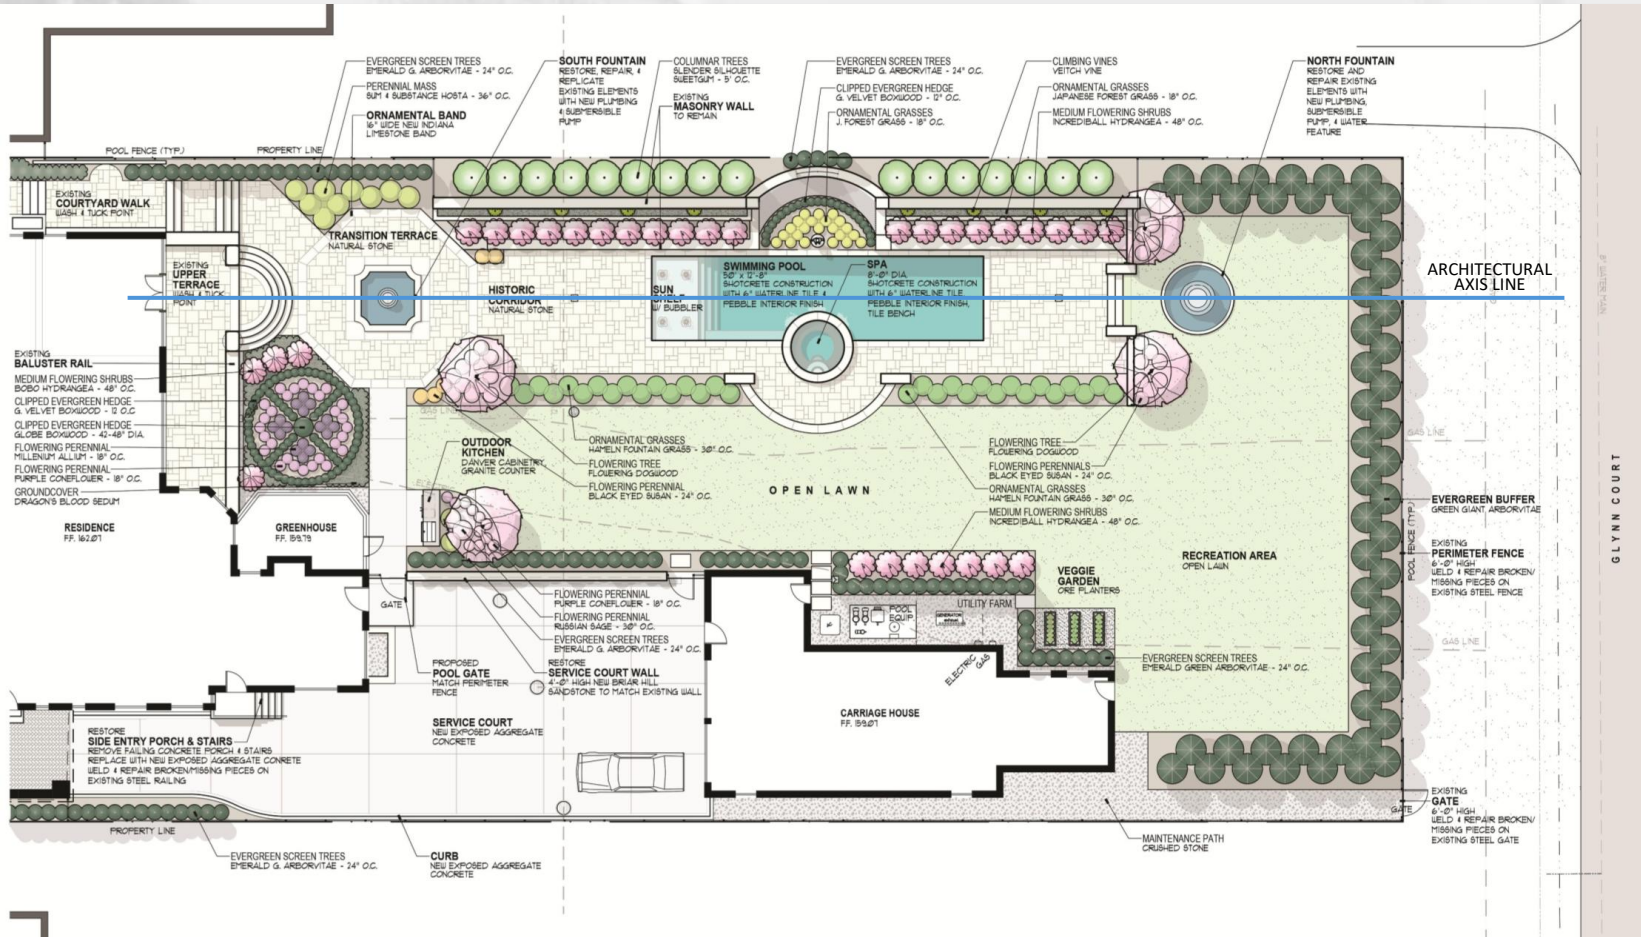 EVERGREEN SCREEN TREES
EMERALD G. ARBORVITAE - 24" O.C.
PERENNIAL MASS
SUM & SUBSTANCE HOSTA - 36" O.C.
ORNAMENTAL BAND
16" WIDE NEW INDIANA
LIMESTONE BAND
SOUTH FOUNTAIN
RESTORE, REPAIR, &
REPLICATE
EXISTING ELEMENTS
WITH NEW PLUMBING
& SUBMERSIBLE
PUMP
COLUMNAR TREES
SLENDER SILHOUETTE
SWEETGUM - 5' O.C.
EXISTING
MASONRY WALL
TO REMAIN
EVERGREEN SCREEN TREES
EMERALD G. ARBORVITAE - 24" O.C.
CLIPPED EVERGREEN HEDGE
G. VELVET BOXWOOD - 12" O.C.
ORNAMENTAL GRASSES
J. FOREST GRASS - 18" O.C.
CLIMBING VINES
VEITCH VINE
ORNAMENTAL GRASSES
JAPANESE FOREST GRASS - 18" O.C.
MEDIUM FLOWERING SHRUBS
INCREDIBALL HYDRANGEA - 48" O.C.
NORTH FOUNTAIN
RESTORE AND
REPAIR EXISTING
ELEMENTS WITH
NEW PLUMBING,
SUBMERSIBLE
PUMP, & WATER
FEATURE
POOL FENCE (TYP.)
PROPERTY LINE
EXISTING
COURTYARD WALK
WASH & TUCK POINT
TRANSITION TERRACE
NATURAL STONE
EXISTING
UPPER
TERRACE
WASH & TUCK
POINT
HISTORIC
CORRIDOR
NATURAL STONE
SUN
SHELF
W/ BUBBLER
SWIMMING POOL
50' X 12'-8"
SHOTCRETE CONSTRUCTION
WITH 6" WATERLINE TILE &
PEBBLE INTERIOR FINISH
SPA
8'-0" DIA.
SHOTCRETE CONSTRUCTION
WITH 6" WATERLINE TILE,
PEBBLE INTERIOR FINISH,
TILE BENCH
ARCHITECTURAL
AXIS LINE
EXISTING
BALUSTER RAIL
MEDIUM FLOWERING SHRUBS
BOBO HYDRANGEA - 48" O.C.
CLIPPED EVERGREEN HEDGE
G. VELVET BOXWOOD - 12 O.C
CLIPPED EVERGREEN HEDGE
GLOBE BOXWOOD - 42-48" DIA.
FLOWERING PERENNIAL
MILLENIUM ALLIUM - 18" O.C.
FLOWERING PERENNIAL
PURPLE CONEFLOWER - 18" O.C.
GROUNDCOVER
DRAGON'S BLOOD SEDUM
RESIDENCE
F.F. 162.07
GREENHOUSE
F.F. 159.79
GAS LINE
OUTDOOR
KITCHEN
DANVER CABINETRY
GRANITE COUNTER
ORNAMENTAL GRASSES
HAMELN FOUNTAIN GRASS - 30" O.C.
FLOWERING TREE
FLOWERING DOGWOOD
FLOWERING PERENNIAL
BLACK EYED SUSAN - 24" O.C.
OPEN LAWN
FLOWERING TREE
FLOWERING DOGWOOD
FLOWERING PERENNIALS
BLACK EYED SUSAN - 24" O.C.
ORNAMENTAL GRASSES
HAMELN FOUNTAIN GRASS - 30" O.C.
MEDIUM FLOWERING SHRUBS
INCREDIBALL HYDRANGEA - 48" O.C.
GAS LINE
EVERGREEN BUFFER
GREEN GIANT ARBORVITAE
POOL FENCE (TYP.)
EXISTING
PERIMETER FENCE
6'-0" HIGH
WELD & REPAIR BROKEN/
MISSING PIECES ON
EXISTING STEEL FENCE
GLYNN COURT
RECREATION AREA
OPEN LAWN
VEGGIE
GARDEN
ORE PLANTERS
GATE
FLOWERING PERENNIAL
PURPLE CONEFLOWER - 18" O.C.
FLOWERING PERENNIAL
RUSSIAN SAGE - 30" O.C.
EVERGREEN SCREEN TREES
EMERALD G. ARBORVITAE - 24" O.C.
POOL
EQUIP.
UTILITY FARM
GENERATOR
GAS LINE
PROPOSED
POOL GATE
MATCH PERIMETER
FENCE
RESTORE
SERVICE COURT WALL
4'-0" HIGH NEW BRIAR HILL
SANDSTONE TO MATCH EXISTING WALL
ELECTRIC
GAS
EVERGREEN SCREEN TREES
EMERALD GREEN ARBORVITAE - 24" O.C.
CARRIAGE HOUSE
F.F. 159.07
SERVICE COURT
NEW EXPOSED AGGREGATE
CONCRETE
RESTORE
SIDE ENTRY PORCH & STAIRS
REMOVE FAILING CONCRETE PORCH & STAIRS
REPLACE WITH NEW EXPOSED AGGREGATE CONRETE
WELD & REPAIR BROKEN/MISSING PIECES ON
EXISTING STEEL RAILING
PROPERTY LINE
EVERGREEN SCREEN TREES
EMERALD G. ARBORVITAE - 24" O.C.
CURB
NEW EXPOSED AGGREGATE
CONCRETE
MAINTENANCE PATH
CRUSHED STONE
GATE
EXISTING
GATE
6'-0" HIGH
WELD & REPAIR BROKEN/
MISSING PIECES ON
EXISTING STEEL GATE